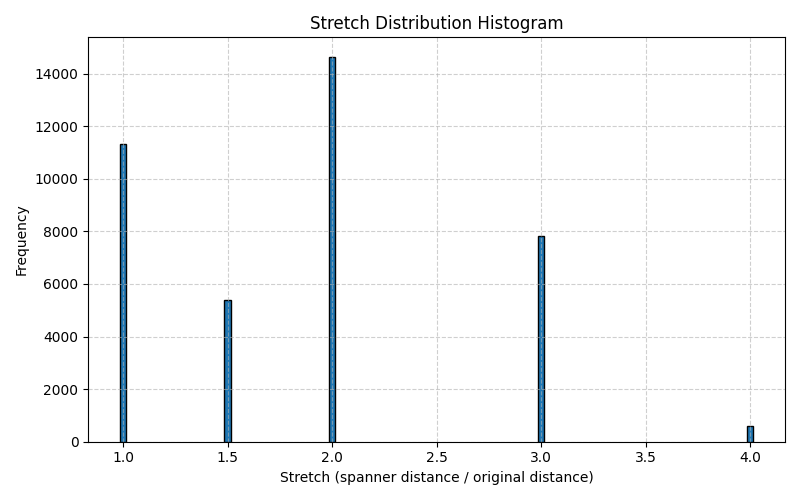 Stretch Distribution Histogram
14000
12000
10000
8000
6000
4000
2000
0
Frequency
1.0 1.5 2.0 2.5 3.0 3.5 4.0
Stretch (spanner distance / original distance)